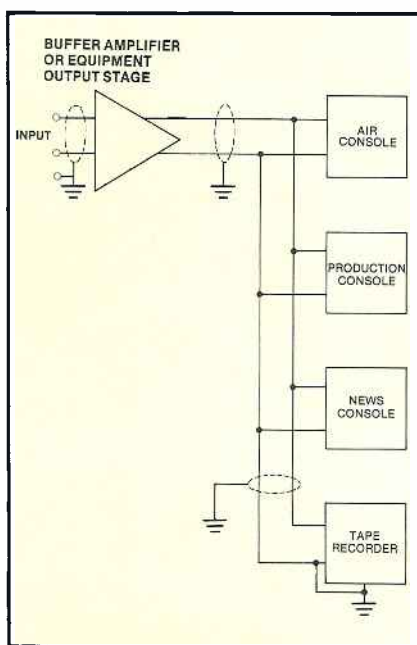 BUFFER AMPLIFIER
OR EQUIPMENT
OUTPUT STAGE
INPUT
AIR
CONSOLE
PRODUCTION
CONSOLE
NEWS
CONSOLE
TAPE
RECORDER